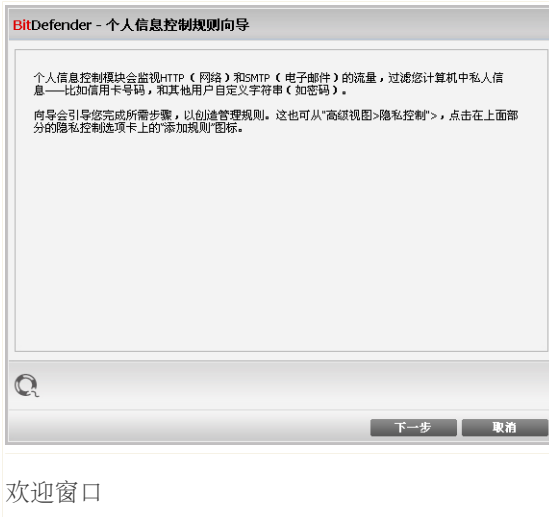 BitDefender - 个人信息控制规则向导
个人信息控制模块会监视HTTP（网络）和SMTP（电子邮件）的流量，过滤您计算机中私人信
息——比如信用卡号码，和其他用户自定义字符串（如密码）。
向导会引导您完成所需步骤，以创造管理规则。这也可从"高级视图>隐私控制">，点击在上面部
分的隐私控制选项卡上的"添加规则"图标。
下一步
取消
欢迎窗口